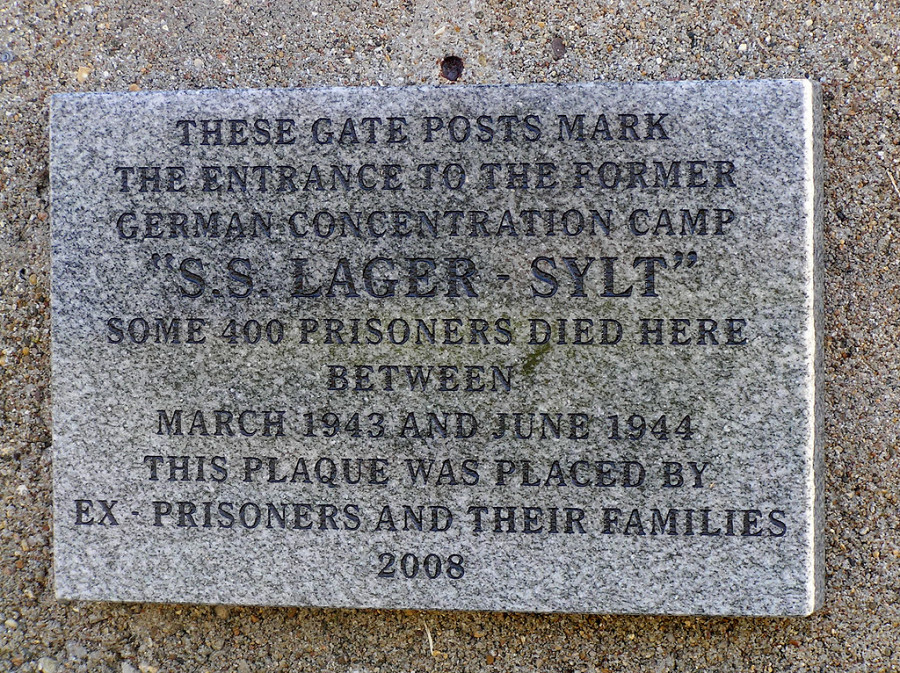 THESE GATE POSTS MARK
THE ENTRANCE TO THE FORMER
GERMAN CONCENTRATION CAMP
“S.S. LAGER - SYLT”
SOME 400 PRISONERS DIED HERE
BETWEEN
MARCH 1943 AND JUNE 1944
THIS PLAQUE WAS PLACED BY
EX - PRISONERS AND THEIR FAMILIES
2008